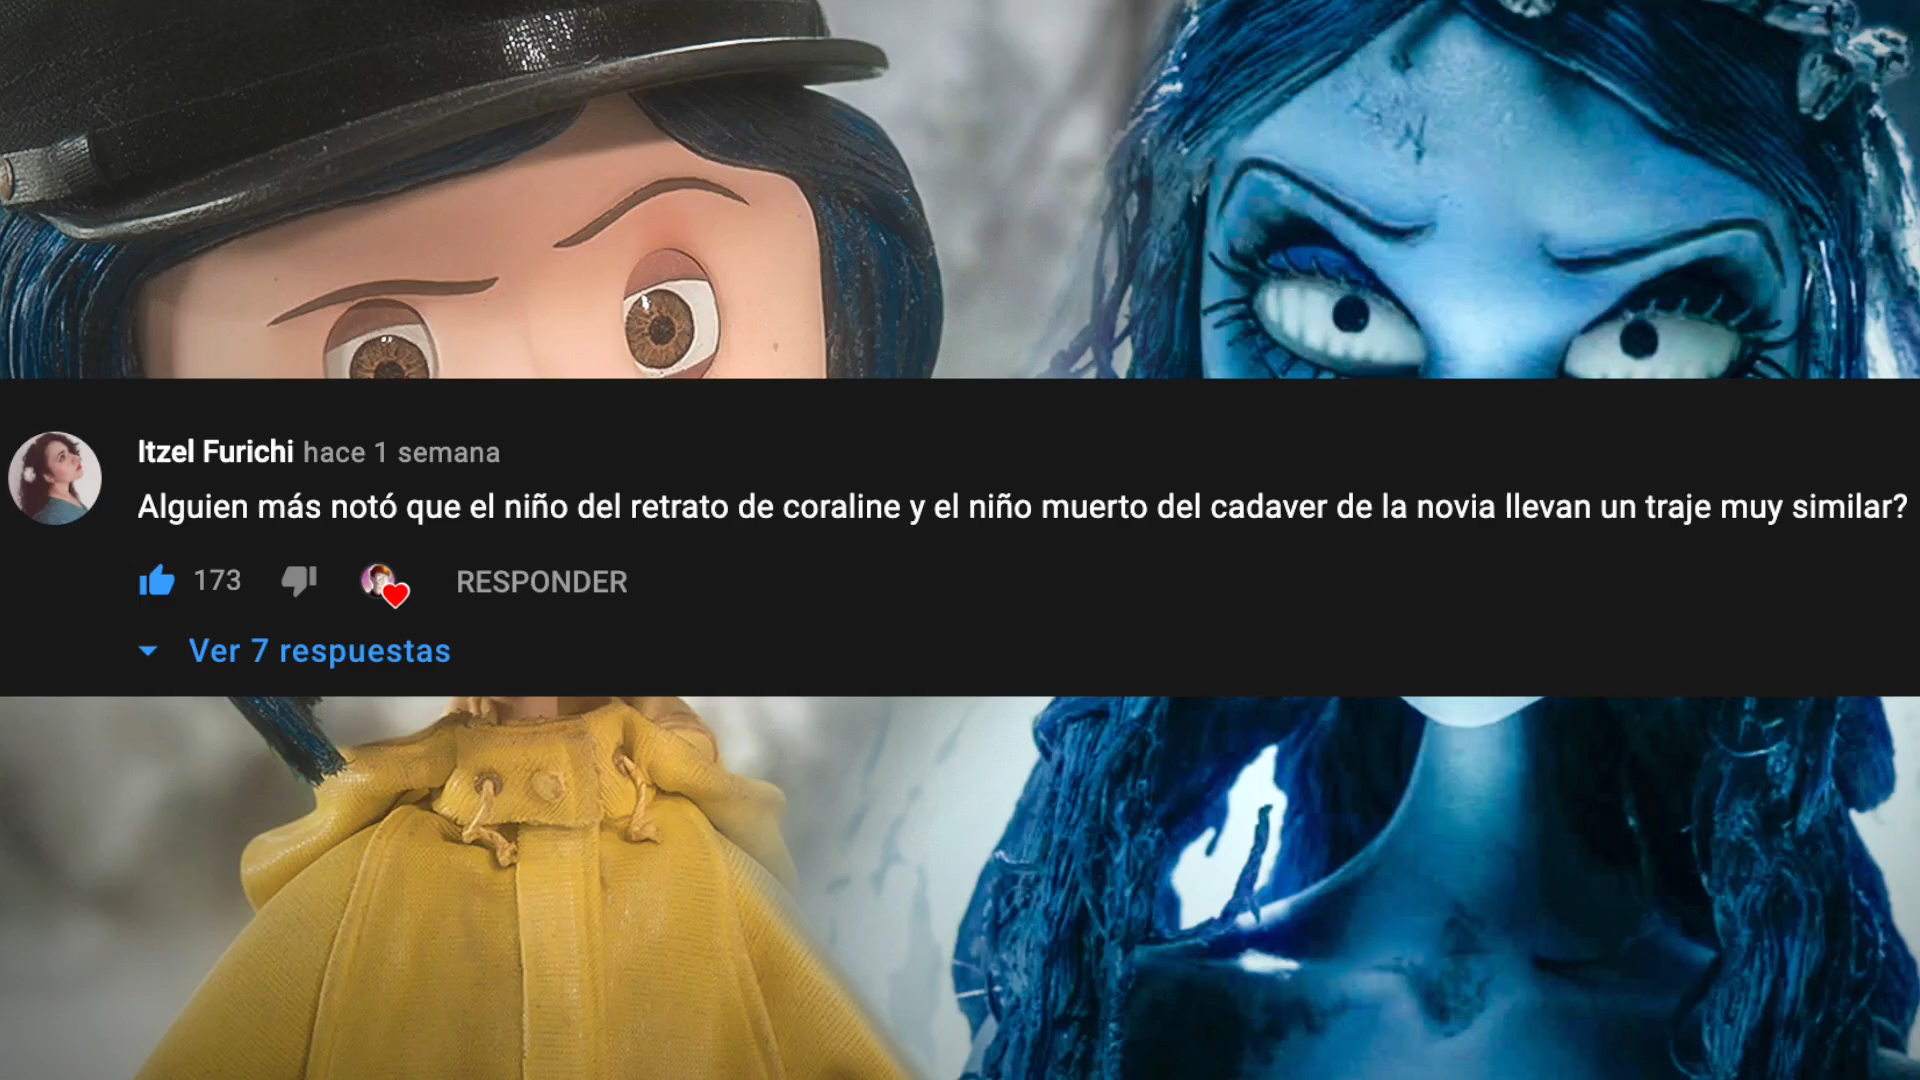 Itzel Furichi hace 1 semana
Alguien más notó que el niño del retrato de coraline y el niño muerto del cadaver de la novia llevan un traje muy similar?
173 RESPONDER
Ver 7 respuestas